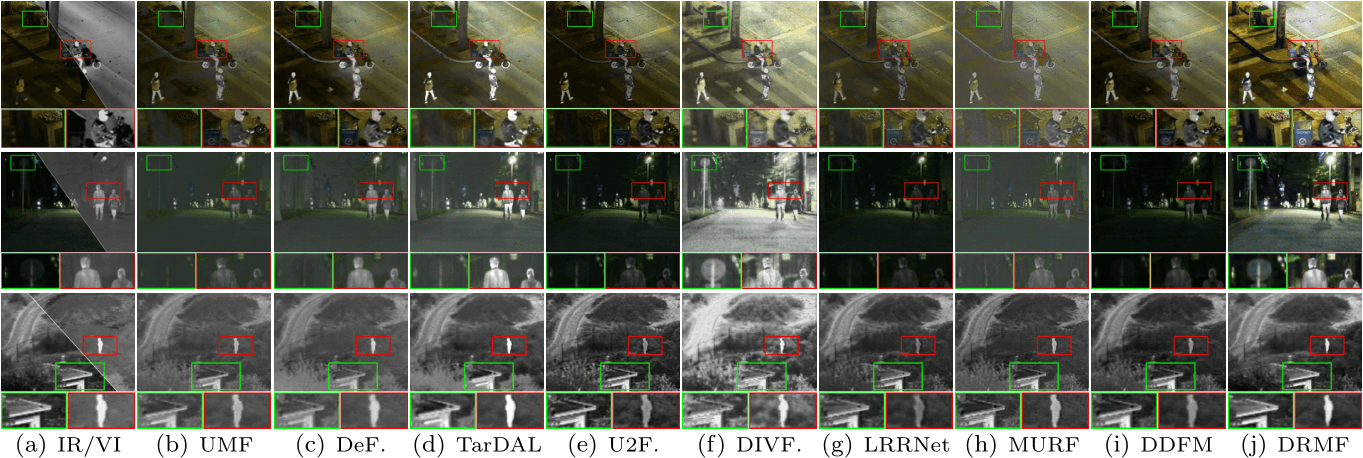 (a) IR/VI (b) UMF (c) DeF. (d) TarDAL (e) U2F. (f) DIVF. (g) LRRNet (h) MURF (i) DDFM (j) DRMF